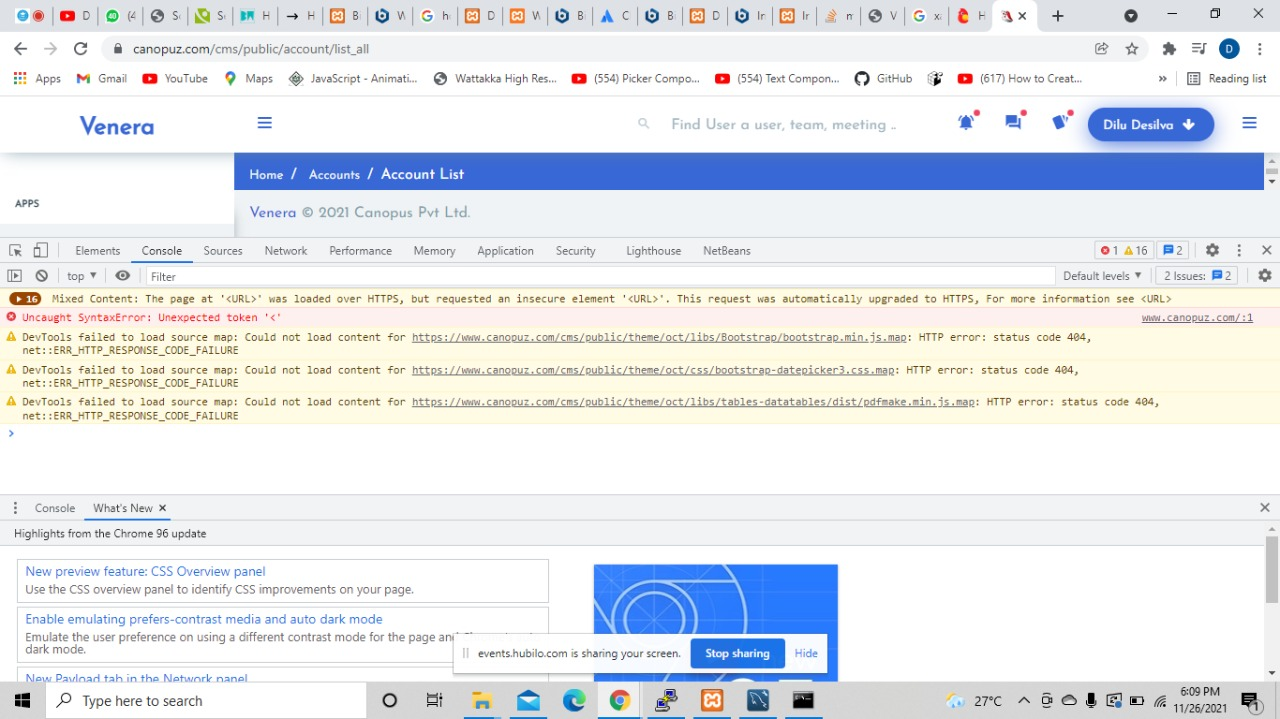 (4
S
S
H
H
B
W
he
D
W
B
C
B
D
In
In
m
V
xa
H
canopuz.com/cms/public/account/list_all
D
Apps
Gmail
YouTube
Maps
JavaScript - Animati...
Wattakka High Res...
(554) Picker Compo...
(554) Text Compon...
GitHub
(617) How to Creat...
»
Reading list
Venera
Find User a user, team, meeting ..
Dilu Desilva
Home / Accounts / Account List
APPS
Venera © 2021 Canopus Pvt Ltd.
Elements
Console
Sources
Network
Performance
Memory
Application
Security
Lighthouse
NetBeans
1
16
2
top
Filter
Default levels
2 Issues: 2
16 Mixed Content: The page at '<URL>' was loaded over HTTPS, but requested an insecure element '<URL>'. This request was automatically upgraded to HTTPS, For more information see <URL>
Uncaught SyntaxError: Unexpected token '<'
www.canopuz.com/:1
DevTools failed to load source map: Could not load content for https://www.canopuz.com/cms/public/theme/oct/libs/Bootstrap/bootstrap.min.js.map: HTTP error: status code 404,
net::ERR_HTTP_RESPONSE_CODE_FAILURE
DevTools failed to load source map: Could not load content for https://www.canopuz.com/cms/public/theme/oct/css/bootstrap-datepicker3.css.map: HTTP error: status code 404,
net::ERR_HTTP_RESPONSE_CODE_FAILURE
DevTools failed to load source map: Could not load content for https://www.canopuz.com/cms/public/theme/oct/libs/tables-datatables/dist/pdfmake.min.js.map: HTTP error: status code 404,
net::ERR_HTTP_RESPONSE_CODE_FAILURE
Console
What's New
Highlights from the Chrome 96 update
New preview feature: CSS Overview panel
Use the CSS overview panel to identify CSS improvements on your page.
Enable emulating prefers-contrast media and auto dark mode
Emulate the user preference on using a different contrast mode for the page and
dark mode.
New Payload tab in the Network panel
events.hubilo.com is sharing your screen.
Stop sharing
Hide
Type here to search
27°C
6:09 PM
11/26/2021
1